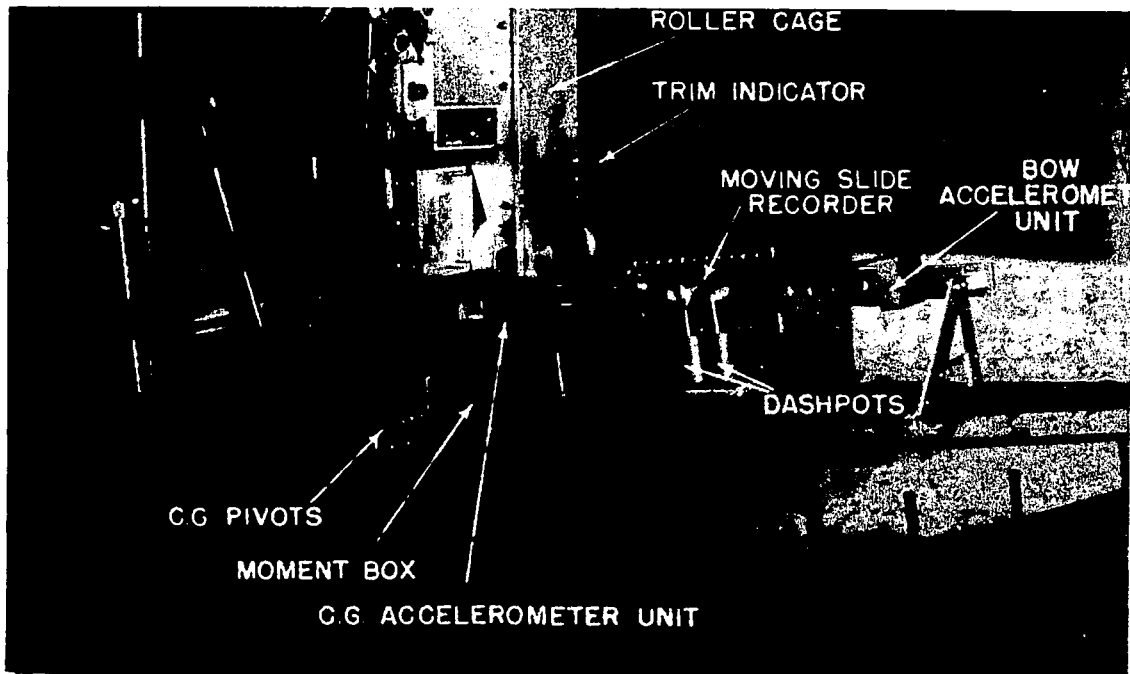 ROLLER CAGE
TRIM INDICATOR
MOVING SLIDE
RECORDER
BOW
ACCELEROMET
UNIT
DASHPOTS
C.G PIVOTS
MOMENT BOX
C.G. ACCELEROMETER UNIT